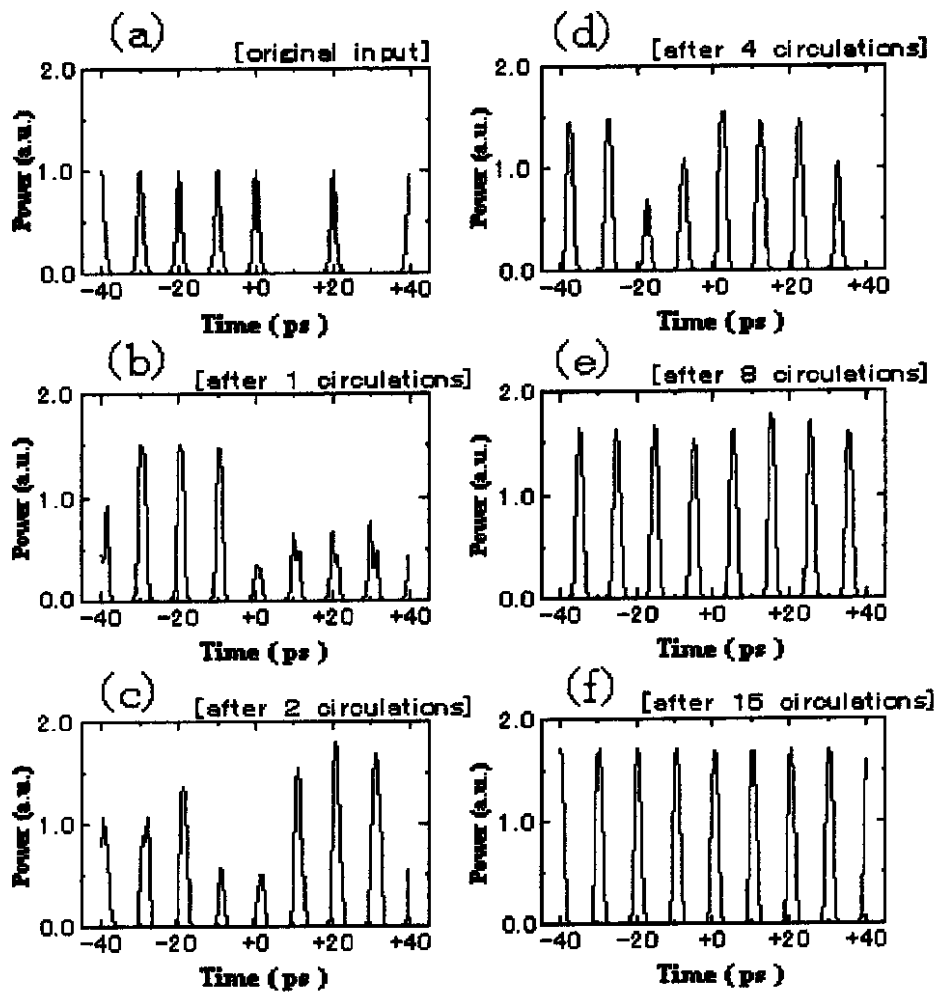 (a)
[original input]
Power (a.u.)
2.0
1.0
0.0
-40 -20 +0 +20 +40
Time (ps)
(b)
[after 1 circulations]
Power (a.u.)
2.0
1.0
0.0
-40 -20 +0 +20 +40
Time (ps)
(c)
[after 2 circulations]
Power (a.u.)
2.0
1.0
0.0
-40 -20 +0 +20 +40
Time (ps)
(d)
[after 4 circulations]
Power (a.u.)
2.0
1.0
0.0
-40 -20 +0 +20 +40
Time (ps)
(e)
[after 8 circulations]
Power (a.u.)
2.0
1.0
0.0
-40 -20 +0 +20 +40
Time (ps)
(f)
[after 15 circulations]
Power (a.u.)
2.0
1.0
0.0
-40 -20 +0 +20 +40
Time (ps)